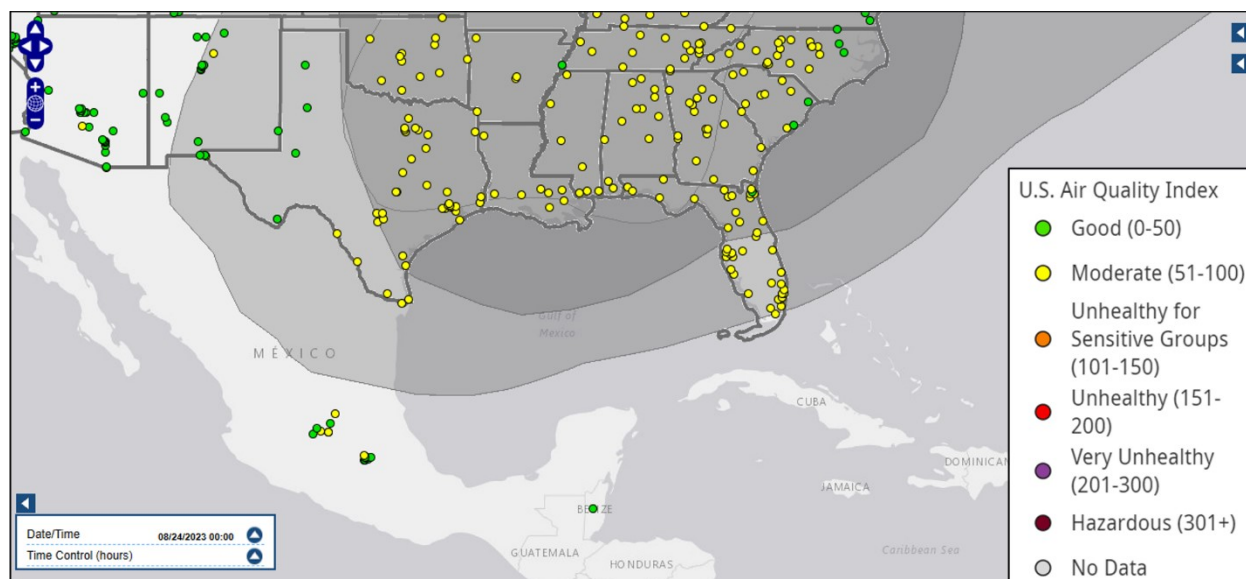 Gulf of
Mexico
MÉXICO
CUBA
DOMINICAN
JAMAICA
BELIZE
GUATEMALA
HONDURAS
Caribbean Sea
U.S. Air Quality Index
Good (0-50)
Moderate (51-100)
Unhealthy for
Sensitive Groups
(101-150)
Unhealthy (151-
200)
Very Unhealthy
(201-300)
Hazardous (301+)
No Data
Date/Time 08/24/2023 00:00
Time Control (hours)